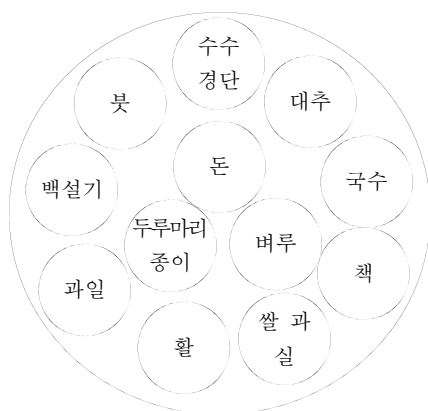 수수
경단
붓
대추
돈
백설기
국수
두루마리
종이
벼루
과일
책
쌀 과
실
활